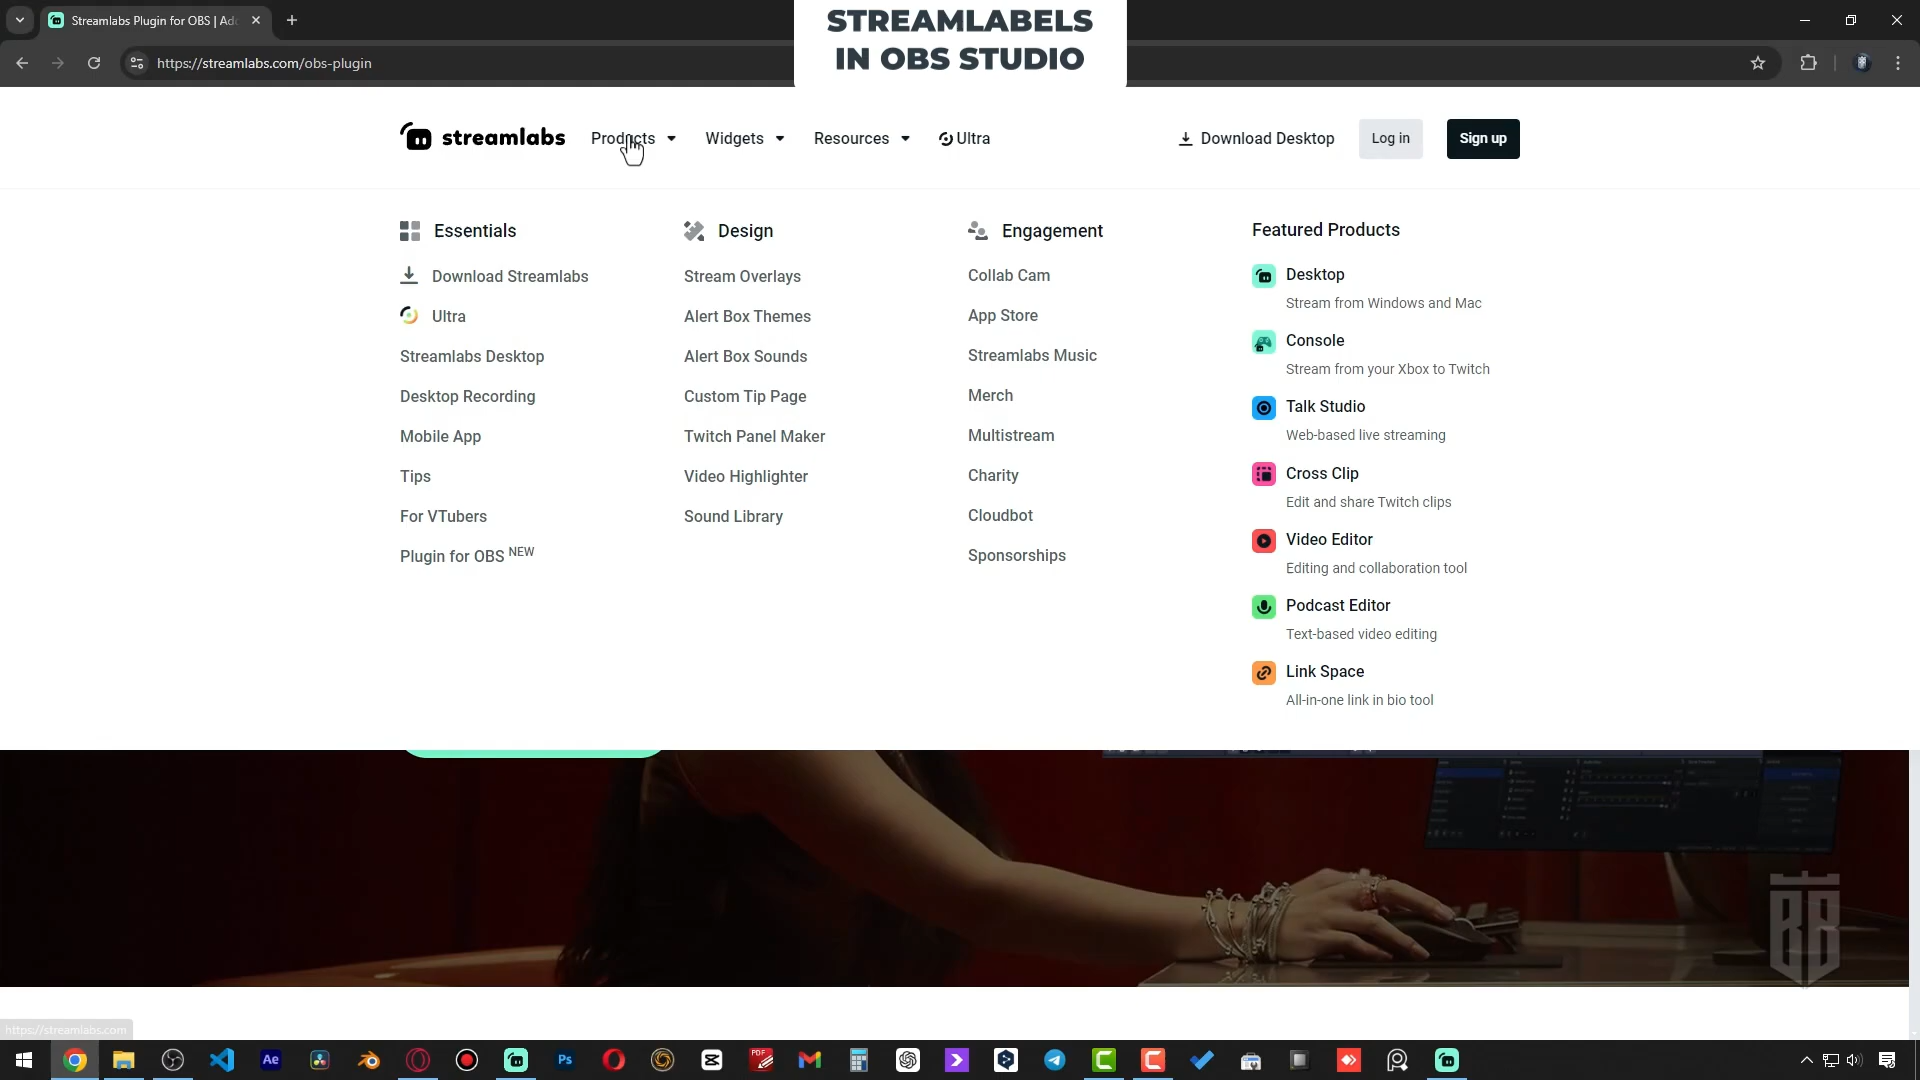 Streamlabs Plugin for OBS | Ad
STREAMLABELS
IN OBS STUDIO
https://streamlabs.com/obs-plugin
streamlabs
Products
Widgets
Resources
Ultra
Download Desktop
Log in
Sign up
Essentials
Download Streamlabs
Ultra
Streamlabs Desktop
Desktop Recording
Mobile App
Tips
For VTubers
Plugin for OBS NEW
Design
Stream Overlays
Alert Box Themes
Alert Box Sounds
Custom Tip Page
Twitch Panel Maker
Video Highlighter
Sound Library
Engagement
Collab Cam
App Store
Streamlabs Music
Merch
Multistream
Charity
Cloudbot
Sponsorships
Featured Products
Desktop
Stream from Windows and Mac
Console
Stream from your Xbox to Twitch
Talk Studio
Web-based live streaming
Cross Clip
Edit and share Twitch clips
Video Editor
Editing and collaboration tool
Podcast Editor
Text-based video editing
Link Space
All-in-one link in bio tool
https://streamlabs.com
Ae
Ps
PDF